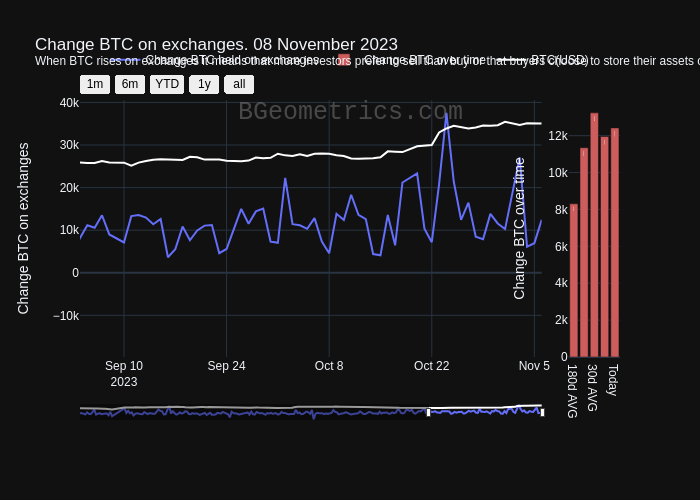 Change BTC on exchanges. 08 November 2023
Change BTC hold on exchanges
Change BTC over time
BTC(USD)
When BTC rises on exchanges it means that more investors prefer to sell than buy or that buyers choose to store their assets o
1m 6m YTD 1y all
BGeometrics.com
Change BTC on exchanges
40k
30k
20k
10k
0
−10k
Sep 10
2023
Sep 24
Oct 8
Oct 22
Nov 5
Change BTC over time
12k
10k
8k
6k
4k
2k
0
180d AVG
30d AVG
Today